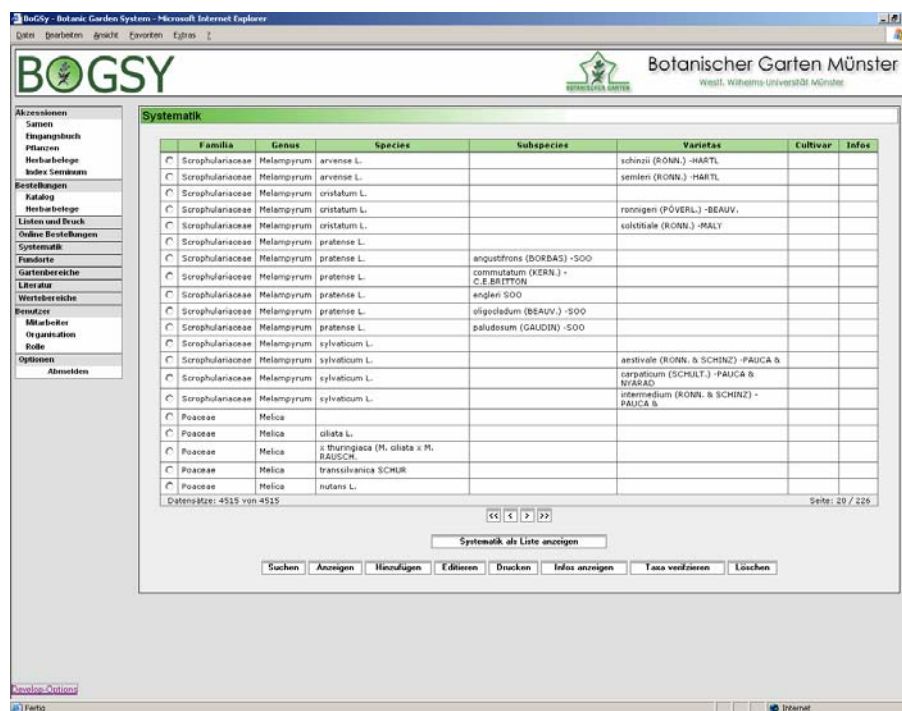 BoGSy - Botanic Garden System - Microsoft Internet Explorer
Datei Bearbeiten Ansicht Favoriten Extras ?
BOGSY
BOTANISCHER GARTEN
Botanischer Garten Münster
Westf. Wilhelms-Universität Münster
Akzessionen
Samen
Eingangsbuch
Pflanzen
Herbarbelege
Index Seminum
Bestellungen
Katalog
Herbarbelege
Listen und Druck
Online Bestellungen
Systematik
Fundorte
Gartenbereiche
Literatur
Wertebereiche
Benutzer
Mitarbeiter
Organisation
Rolle
Optionen
Abmelden
Systematik
Familia Genus Species Subspecies Varietas Cultivar Infos
Scrophulariaceae Melampyrum arvense L. schinzii (RONN.) -HARTL
Scrophulariaceae Melampyrum arvense L. semleri (RONN.) -HARTL
Scrophulariaceae Melampyrum cristatum L.
Scrophulariaceae Melampyrum cristatum L. ronnigeri (PÖVERL.) -BEAUV.
Scrophulariaceae Melampyrum cristatum L. solstitiale (RONN.) -MALY
Scrophulariaceae Melampyrum pratense L.
Scrophulariaceae Melampyrum pratense L. angustifrons (BORBAS) -SOO
Scrophulariaceae Melampyrum pratense L. commutatum (KERN.) -
C.E.BRITTON
Scrophulariaceae Melampyrum pratense L. engleri SOO
Scrophulariaceae Melampyrum pratense L. oligocladum (BEAUV.) -SOO
Scrophulariaceae Melampyrum pratense L. paludosum (GAUDIN) -SOO
Scrophulariaceae Melampyrum sylvaticum L.
Scrophulariaceae Melampyrum sylvaticum L. aestivale (RONN. & SCHINZ) -PAUCA &
Scrophulariaceae Melampyrum sylvaticum L. carpaticum (SCHULT.) -PAUCA &
NYARAD
Scrophulariaceae Melampyrum sylvaticum L. intermedium (RONN. & SCHINZ) -
PAUCA &
Poaceae Melica
Poaceae Melica ciliata L.
Poaceae Melica x thuringiaca (M. ciliata x M.
RAUSCH.
Poaceae Melica transsilvanica SCHUR
Poaceae Melica nutans L.
Datensätze: 4515 von 4515 Seite: 20 / 226
<< < > >>
Systematik als Liste anzeigen
Suchen Anzeigen Hinzufügen Editieren Drucken Infos anzeigen Taxa verifzieren Löschen
Develop-Options
Fertig Internet